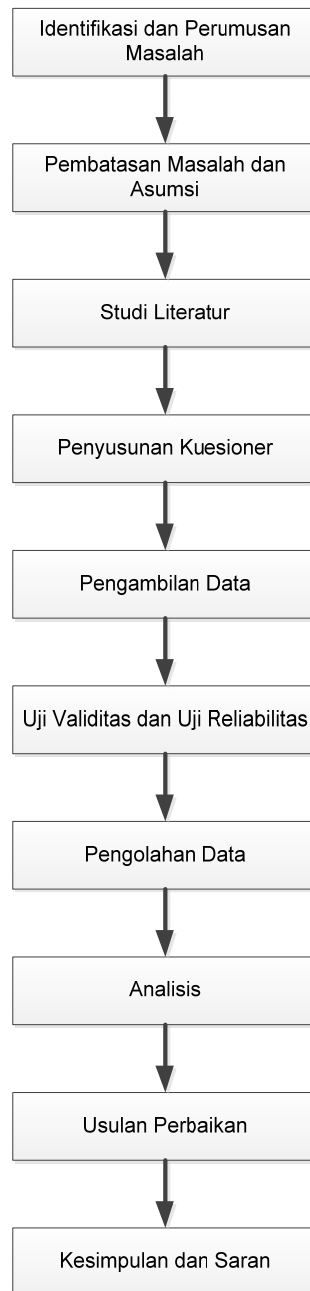 Identifikasi dan Perumusan
Masalah
Pembatasan Masalah dan
Asumsi
Studi Literatur
Penyusunan Kuesioner
Pengambilan Data
Uji Validitas dan Uji Reliabilitas
Pengolahan Data
Analisis
Usulan Perbaikan
Kesimpulan dan Saran